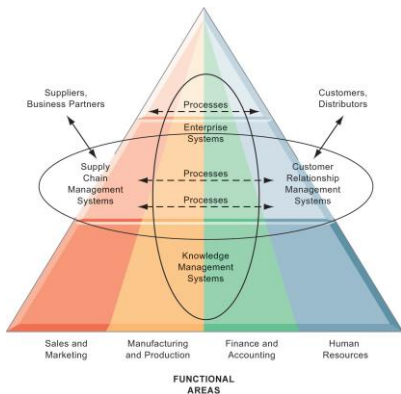 Suppliers,
Business Partners
Customers,
Distributors
Processes
Enterprise
Systems
Supply
Chain
Management
Systems
Processes
Processes
Customer
Relationship
Management
Systems
Knowledge
Management
Systems
Sales and
Marketing
Manufacturing
and Production
Finance and
Accounting
Human
Resources
FUNCTIONAL
AREAS